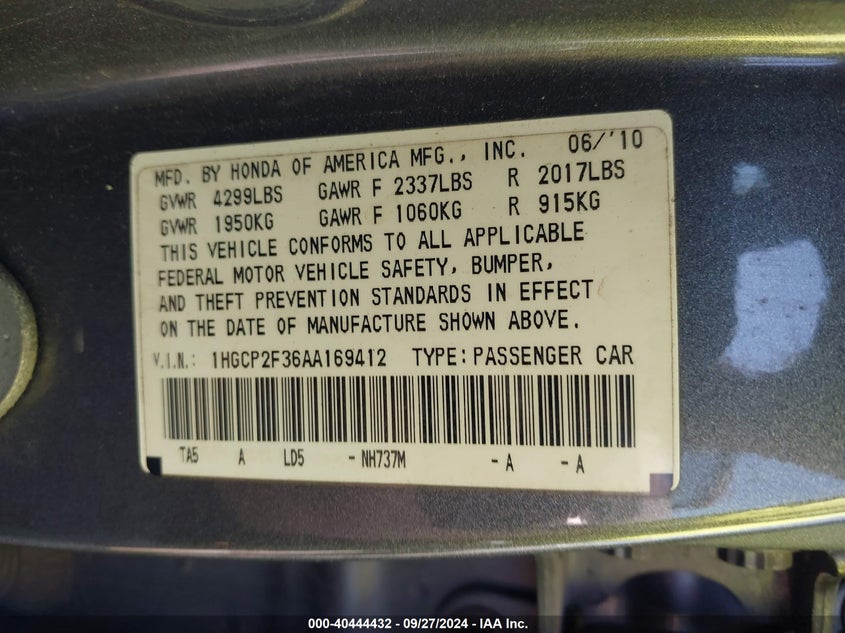 MFD. BY HONDA OF AMERICA MFG., INC. 06/'10
GVWR 4299LBS GAWR F 2337LBS R 2017LBS
GVWR 1950KG GAWR F 1060KG R 915KG
THIS VEHICLE CONFORMS TO ALL APPLICABLE
FEDERAL MOTOR VEHICLE SAFETY, BUMPER,
AND THEFT PREVENTION STANDARDS IN EFFECT
ON THE DATE OF MANUFACTURE SHOWN ABOVE.
V.I.N.: 1HGCP2F36AA169412 TYPE: PASSENGER CAR
TA5 A LD5 - NH737M - A - A
000-40444432 - 09/27/2024 - IAA Inc.